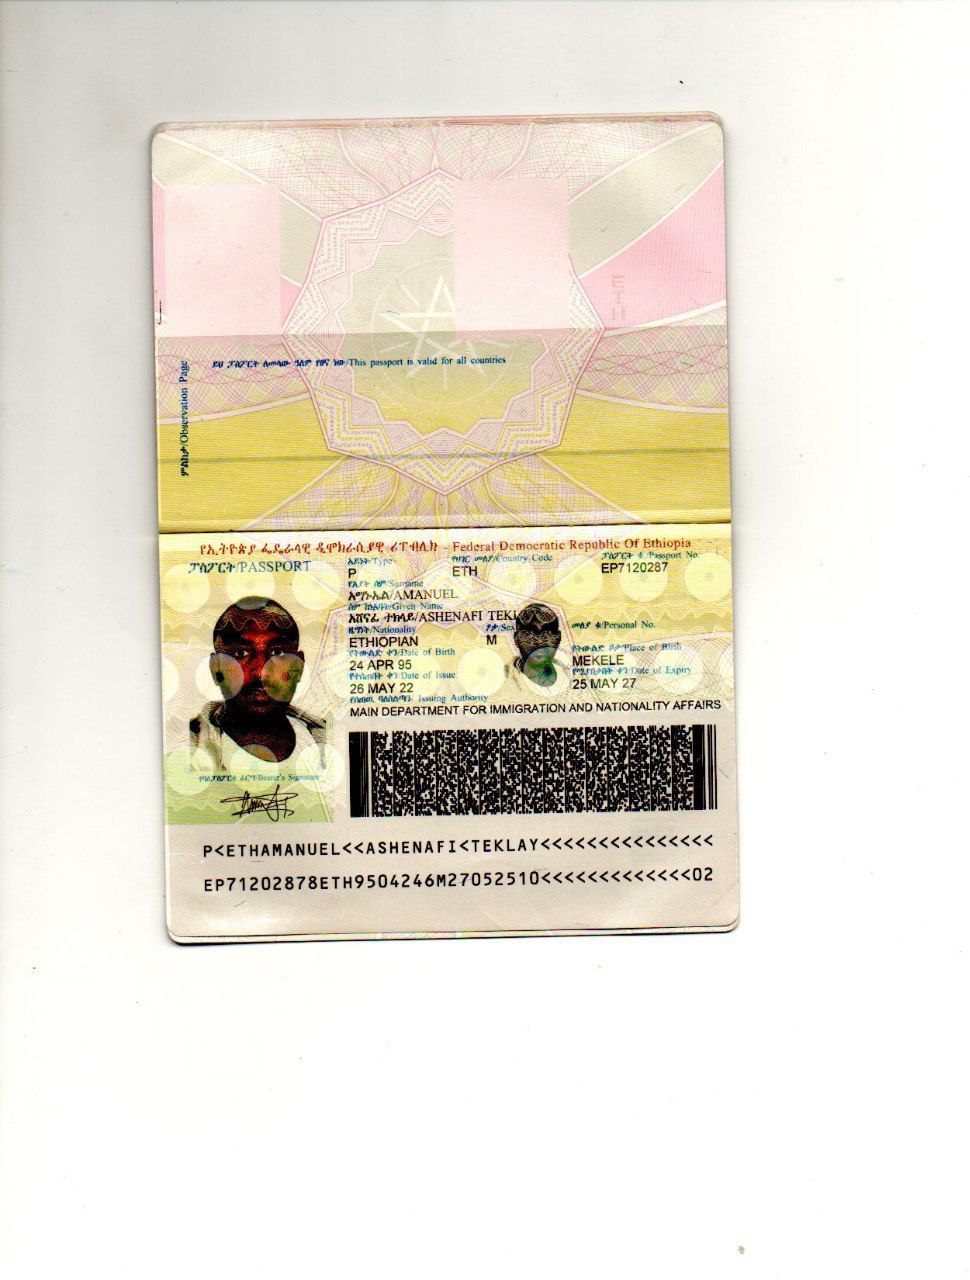 ምልከታ/Observation Page
ይህ ፓስፖርት ለመላው ዓለም የፀና ነው/This passport is valid for all countries
የኢትዮጵያ ፌዴራላዊ ዲሞክራሲያዊ ሪፐብሊክ - Federal Democratic Republic Of Ethiopia
ፓስፖርት/PASSPORT
አይነት/Type
P
የሀገር መለያ/Country Code
ETH
ፓስፖርት ቁ./Passport No.
EP7120287
የአያት ስም/Surname
አማኑኤል/AMANUEL
ስም ከነአባት/Given Name
አሸናፊ ተክላይ/ASHENAFI TEKL
ዜግነት/Nationality
ETHIOPIAN
ፆታ/Sex
M
መለያ ቁ/Personal No.
የትውልድ ቀን/Date of Birth
24 APR 95
የትውልድ ቦታ/Place of Birth
MEKELE
የተሰጠበት ቀን/Date of Issue
26 MAY 22
የሚያበቃበት ቀን/Date of Expiry
25 MAY 27
የሰጠው ባለስልጣን/ Issuing Authority
MAIN DEPARTMENT FOR IMMIGRATION AND NATIONALITY AFFAIRS
የባለፓስፖርቱ ፊርማ/Bearer's Signature
P<ETHAMANUEL<<ASHENAFI<TEKLAY<<<<<<<<<<<<<<<
EP71202878ETH9504246M27052510<<<<<<<<<<<<<02